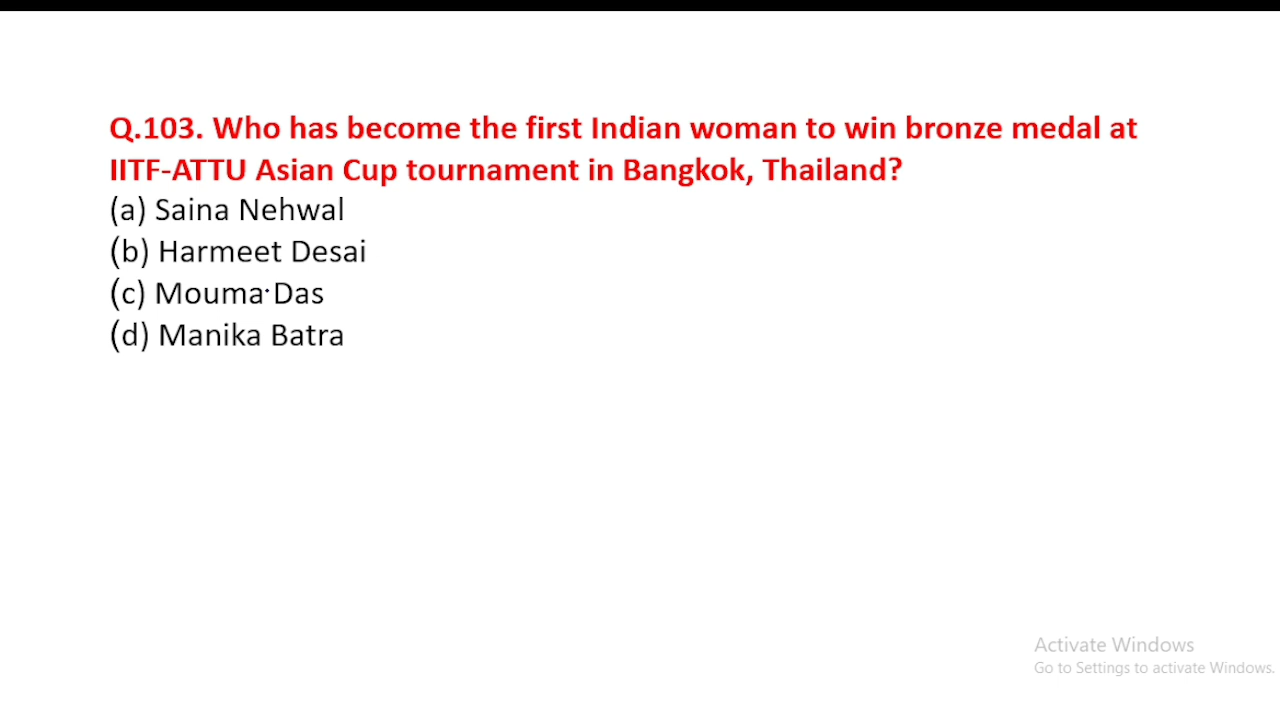 Q.103. Who has become the first Indian woman to win bronze medal at
IITF-ATTU Asian Cup tournament in Bangkok, Thailand?
(a) Saina Nehwal
(b) Harmeet Desai
(c) Mouma Das
(d) Manika Batra
Activate Windows
Go to Settings to activate Windows.